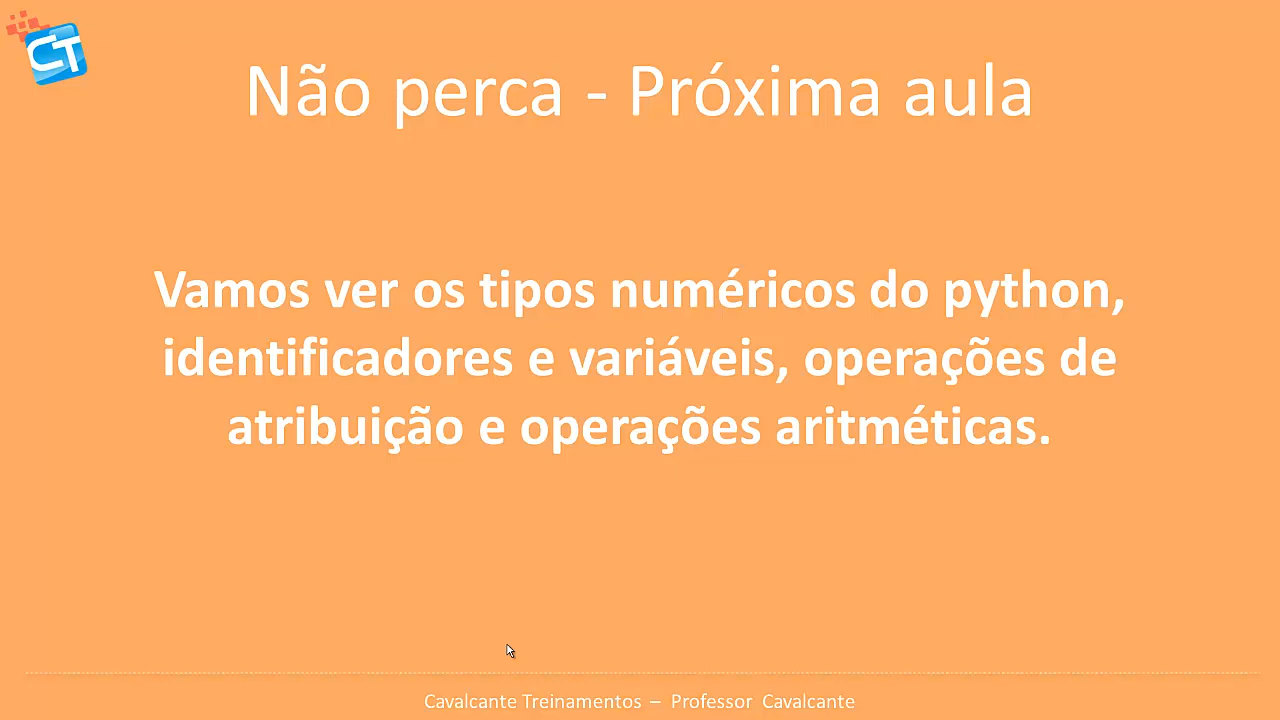 CT
Não perca - Próxima aula
Vamos ver os tipos numéricos do python,
identificadores e variáveis, operações de
atribuição e operações aritméticas.
Cavalcante Treinamentos – Professor Cavalcante